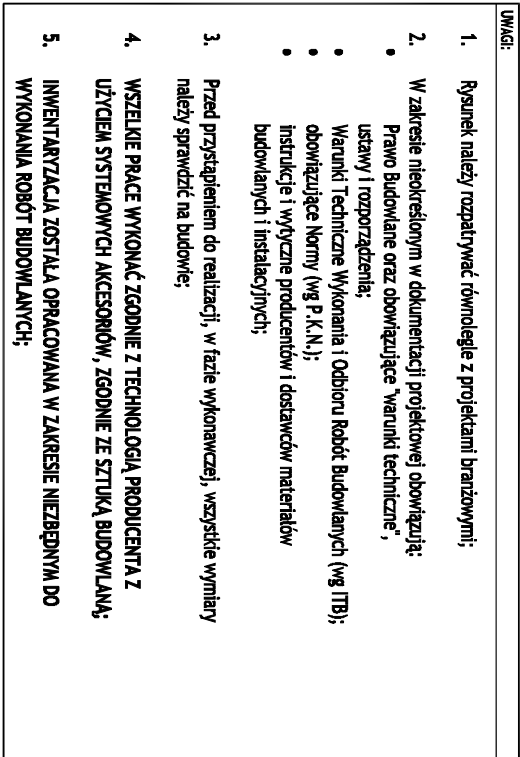 UWAGI:
1. Rysunek należy rozpatrywać równolegle z projektami branżowymi;
2. W zakresie nieokreślonym w dokumentacji projektowej obowiązują:
• Prawo Budowlane oraz obowiązujące "warunki techniczne",
ustawy i rozporządzenia;
• Warunki Techniczne Wykonania i Odbioru Robót Budowlanych (wg ITB);
• obowiązujące Normy (wg P.K.N.);
• instrukcje i wytyczne producentów i dostawców materiałów
budowlanych i instalacyjnych;
3. Przed przystąpieniem do realizacji, w fazie wykonawczej, wszystkie wymiary
należy sprawdzić na budowie;
4. WSZELKIE PRACE WYKONAĆ ZGODNIE Z TECHNOLOGIĄ PRODUCENTA Z
UŻYCIEM SYSTEMOWYCH AKCESORIÓW, ZGODNIE ZE SZTUKĄ BUDOWLANĄ;
5. INWENTARYZACJA ZOSTAŁA OPRACOWANA W ZAKRESIE NIEZBĘDNYM DO
WYKONANIA ROBÓT BUDOWLANYCH;